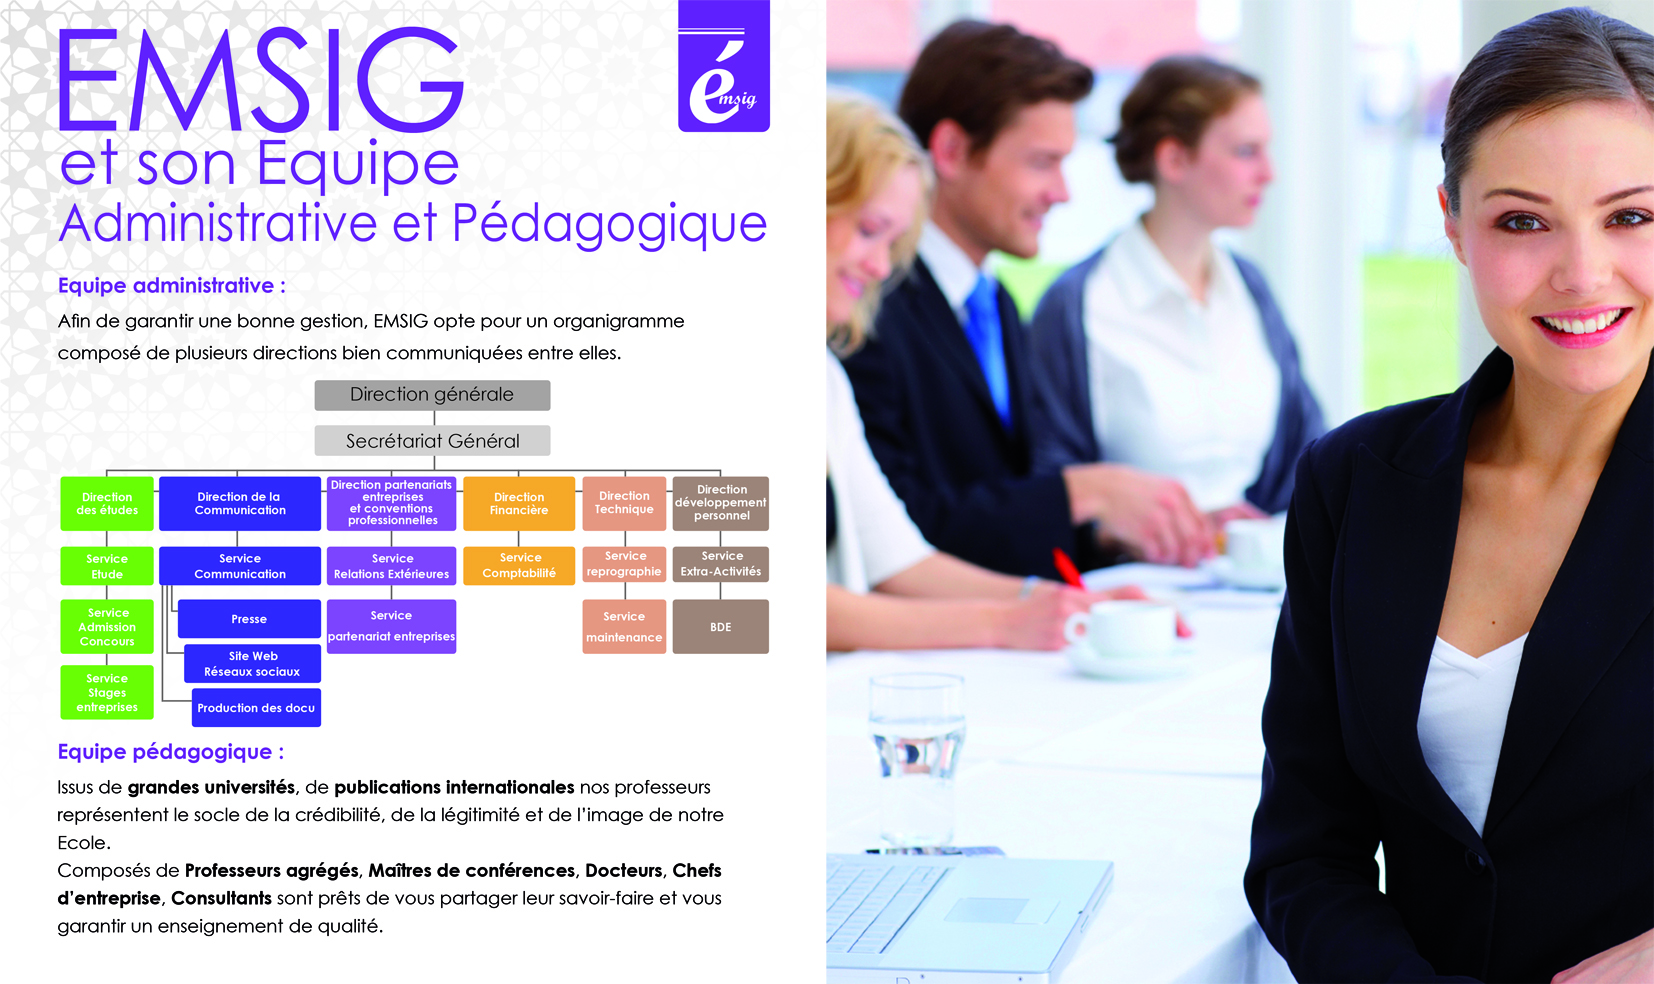 EMSIG
et son Equipe
Administrative et Pédagogique
émsig
Equipe administrative :
Afin de garantir une bonne gestion, EMSIG opte pour un organigramme
composé de plusieurs directions bien communiquées entre elles.
Direction générale
Secrétariat Général
Direction
des études
Direction de la
Communication
Direction partenariats
entreprises
et conventions
professionnelles
Direction
Financière
Direction
Technique
Direction
développement
personnel
Service
Etude
Service
Communication
Service
Relations Extérieures
Service
Comptabilité
Service
reprographie
Service
Extra-Activités
Service
Admission
Concours
Presse
Service
partenariat entreprises
Service
maintenance
BDE
Site Web
Réseaux sociaux
Service
Stages
entreprises
Production des docu
Equipe pédagogique :
Issus de grandes universités, de publications internationales nos professeurs
représentent le socle de la crédibilité, de la légitimité et de l’image de notre
Ecole.
Composés de Professeurs agrégés, Maîtres de conférences, Docteurs, Chefs
d’entreprise, Consultants sont prêts de vous partager leur savoir-faire et vous
garantir un enseignement de qualité.